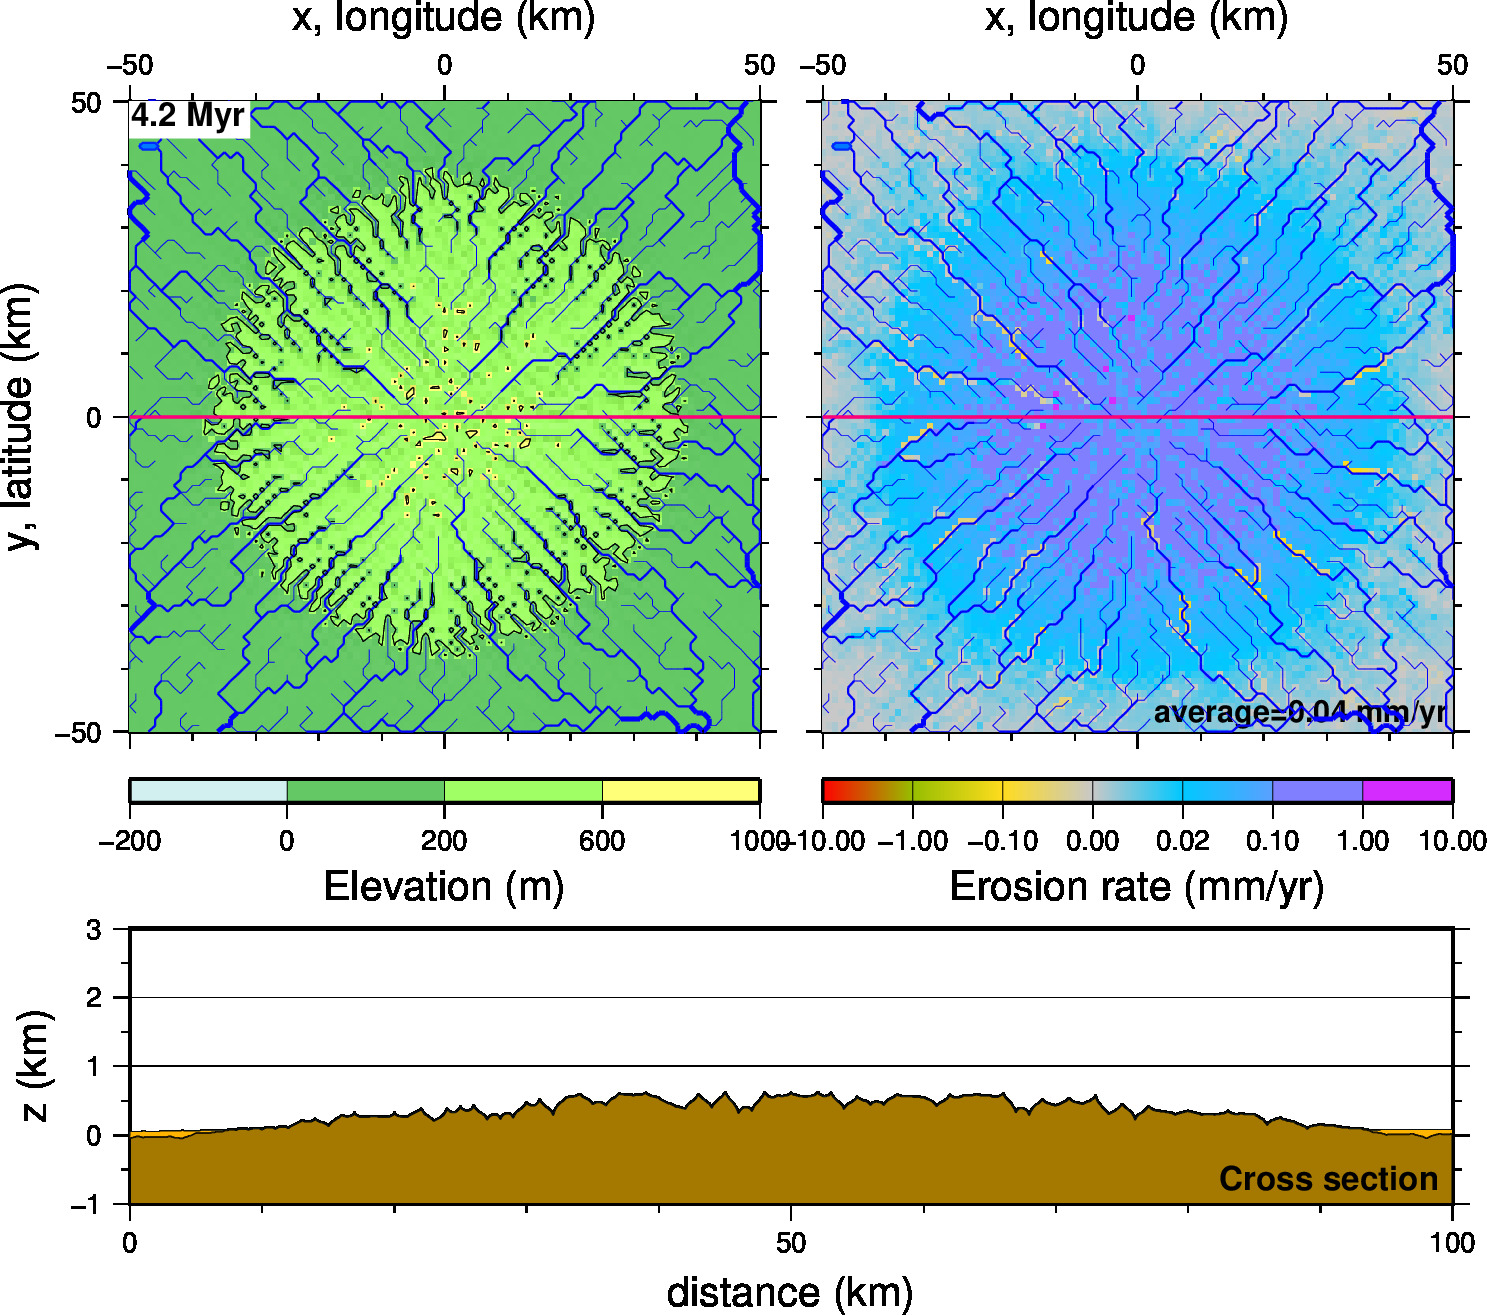 x, longitude (km)
x, longitude (km)
−50 0 50
−50 0 50
4.2 Myr
50
0
−50
y, latitude (km)
mm/yr
−200 0 200 600 1000
−10.00 −1.00 −0.10 0.00 0.02 0.10 1.00 10.00
Elevation (m)
Erosion rate (mm/yr)
3
2
1
0
−1
z (km)
Cross section
0 50 100
distance (km)